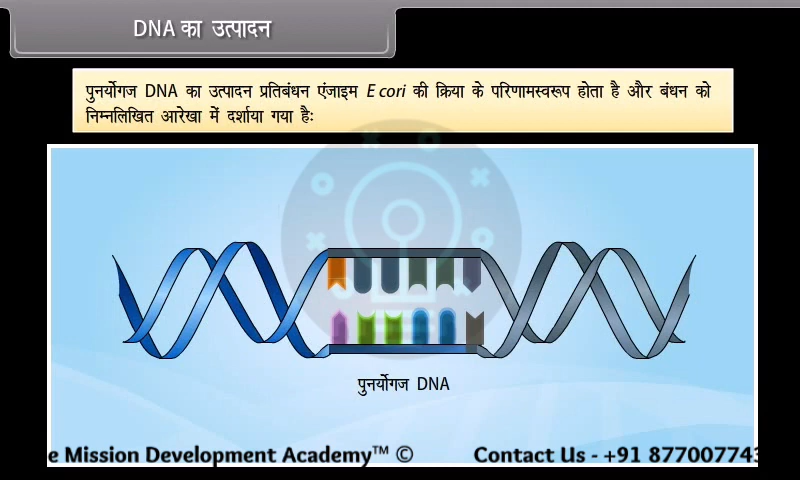 DNA का उत्पादन
पुनर्योगज DNA का उत्पादन प्रतिबंधन एंजाइम E cori की क्रिया के परिणामस्वरूप होता है और बंधन को
निम्नलिखित आरेखा में दर्शाया गया है:
पुनर्योगज DNA
e Mission Development Academy™ © Contact Us - +91 877007743